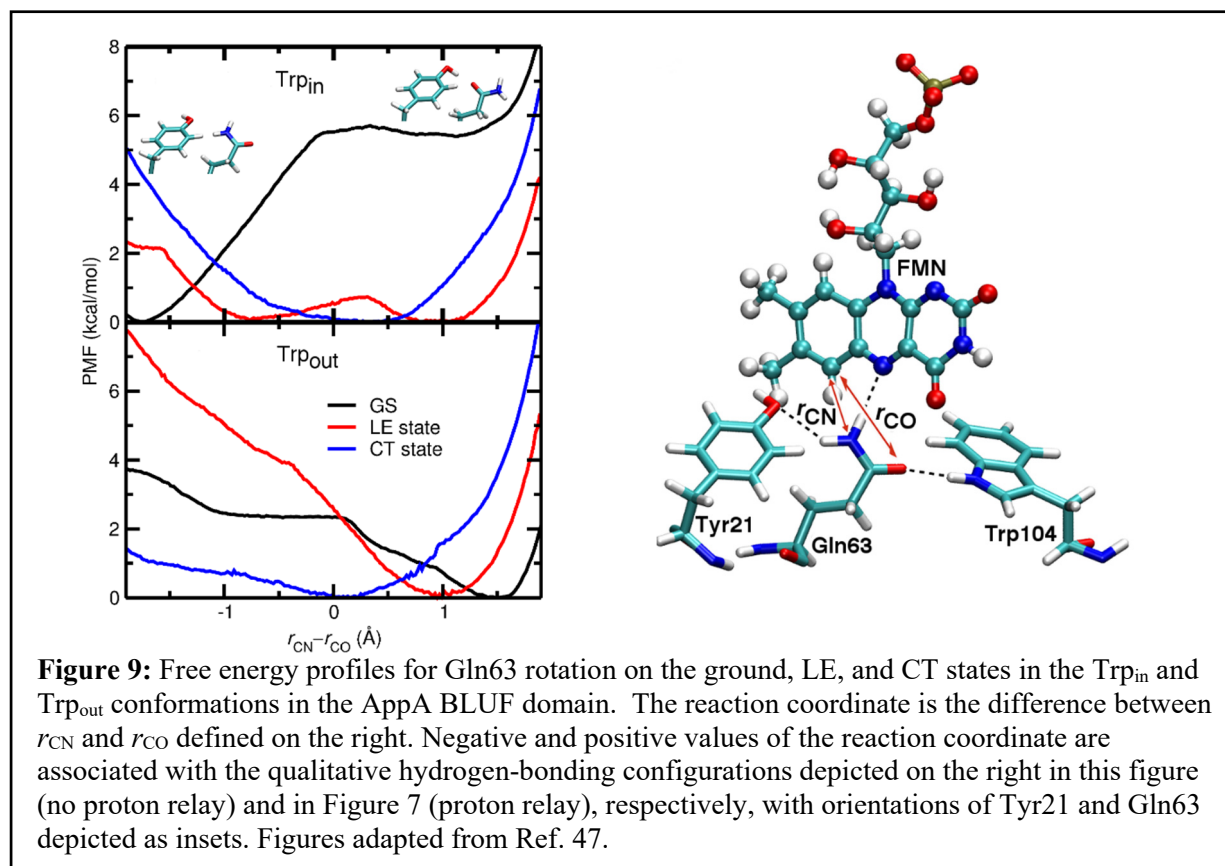 8
6
4
2
0
Trp_in
PMF (kcal/mol)
6
4
2
0
Trp_out
GS
LE state
CT state
-1
0
1
r_CN–r_CO (Å)
FMN
r_CN
r_CO
Tyr21
Gln63
Trp104
Figure 9: Free energy profiles for Gln63 rotation on the ground, LE, and CT states in the Trp_in and
Trp_out conformations in the AppA BLUF domain. The reaction coordinate is the difference between
r_CN and r_CO defined on the right. Negative and positive values of the reaction coordinate are
associated with the qualitative hydrogen-bonding configurations depicted on the right in this figure
(no proton relay) and in Figure 7 (proton relay), respectively, with orientations of Tyr21 and Gln63
depicted as insets. Figures adapted from Ref. 47.